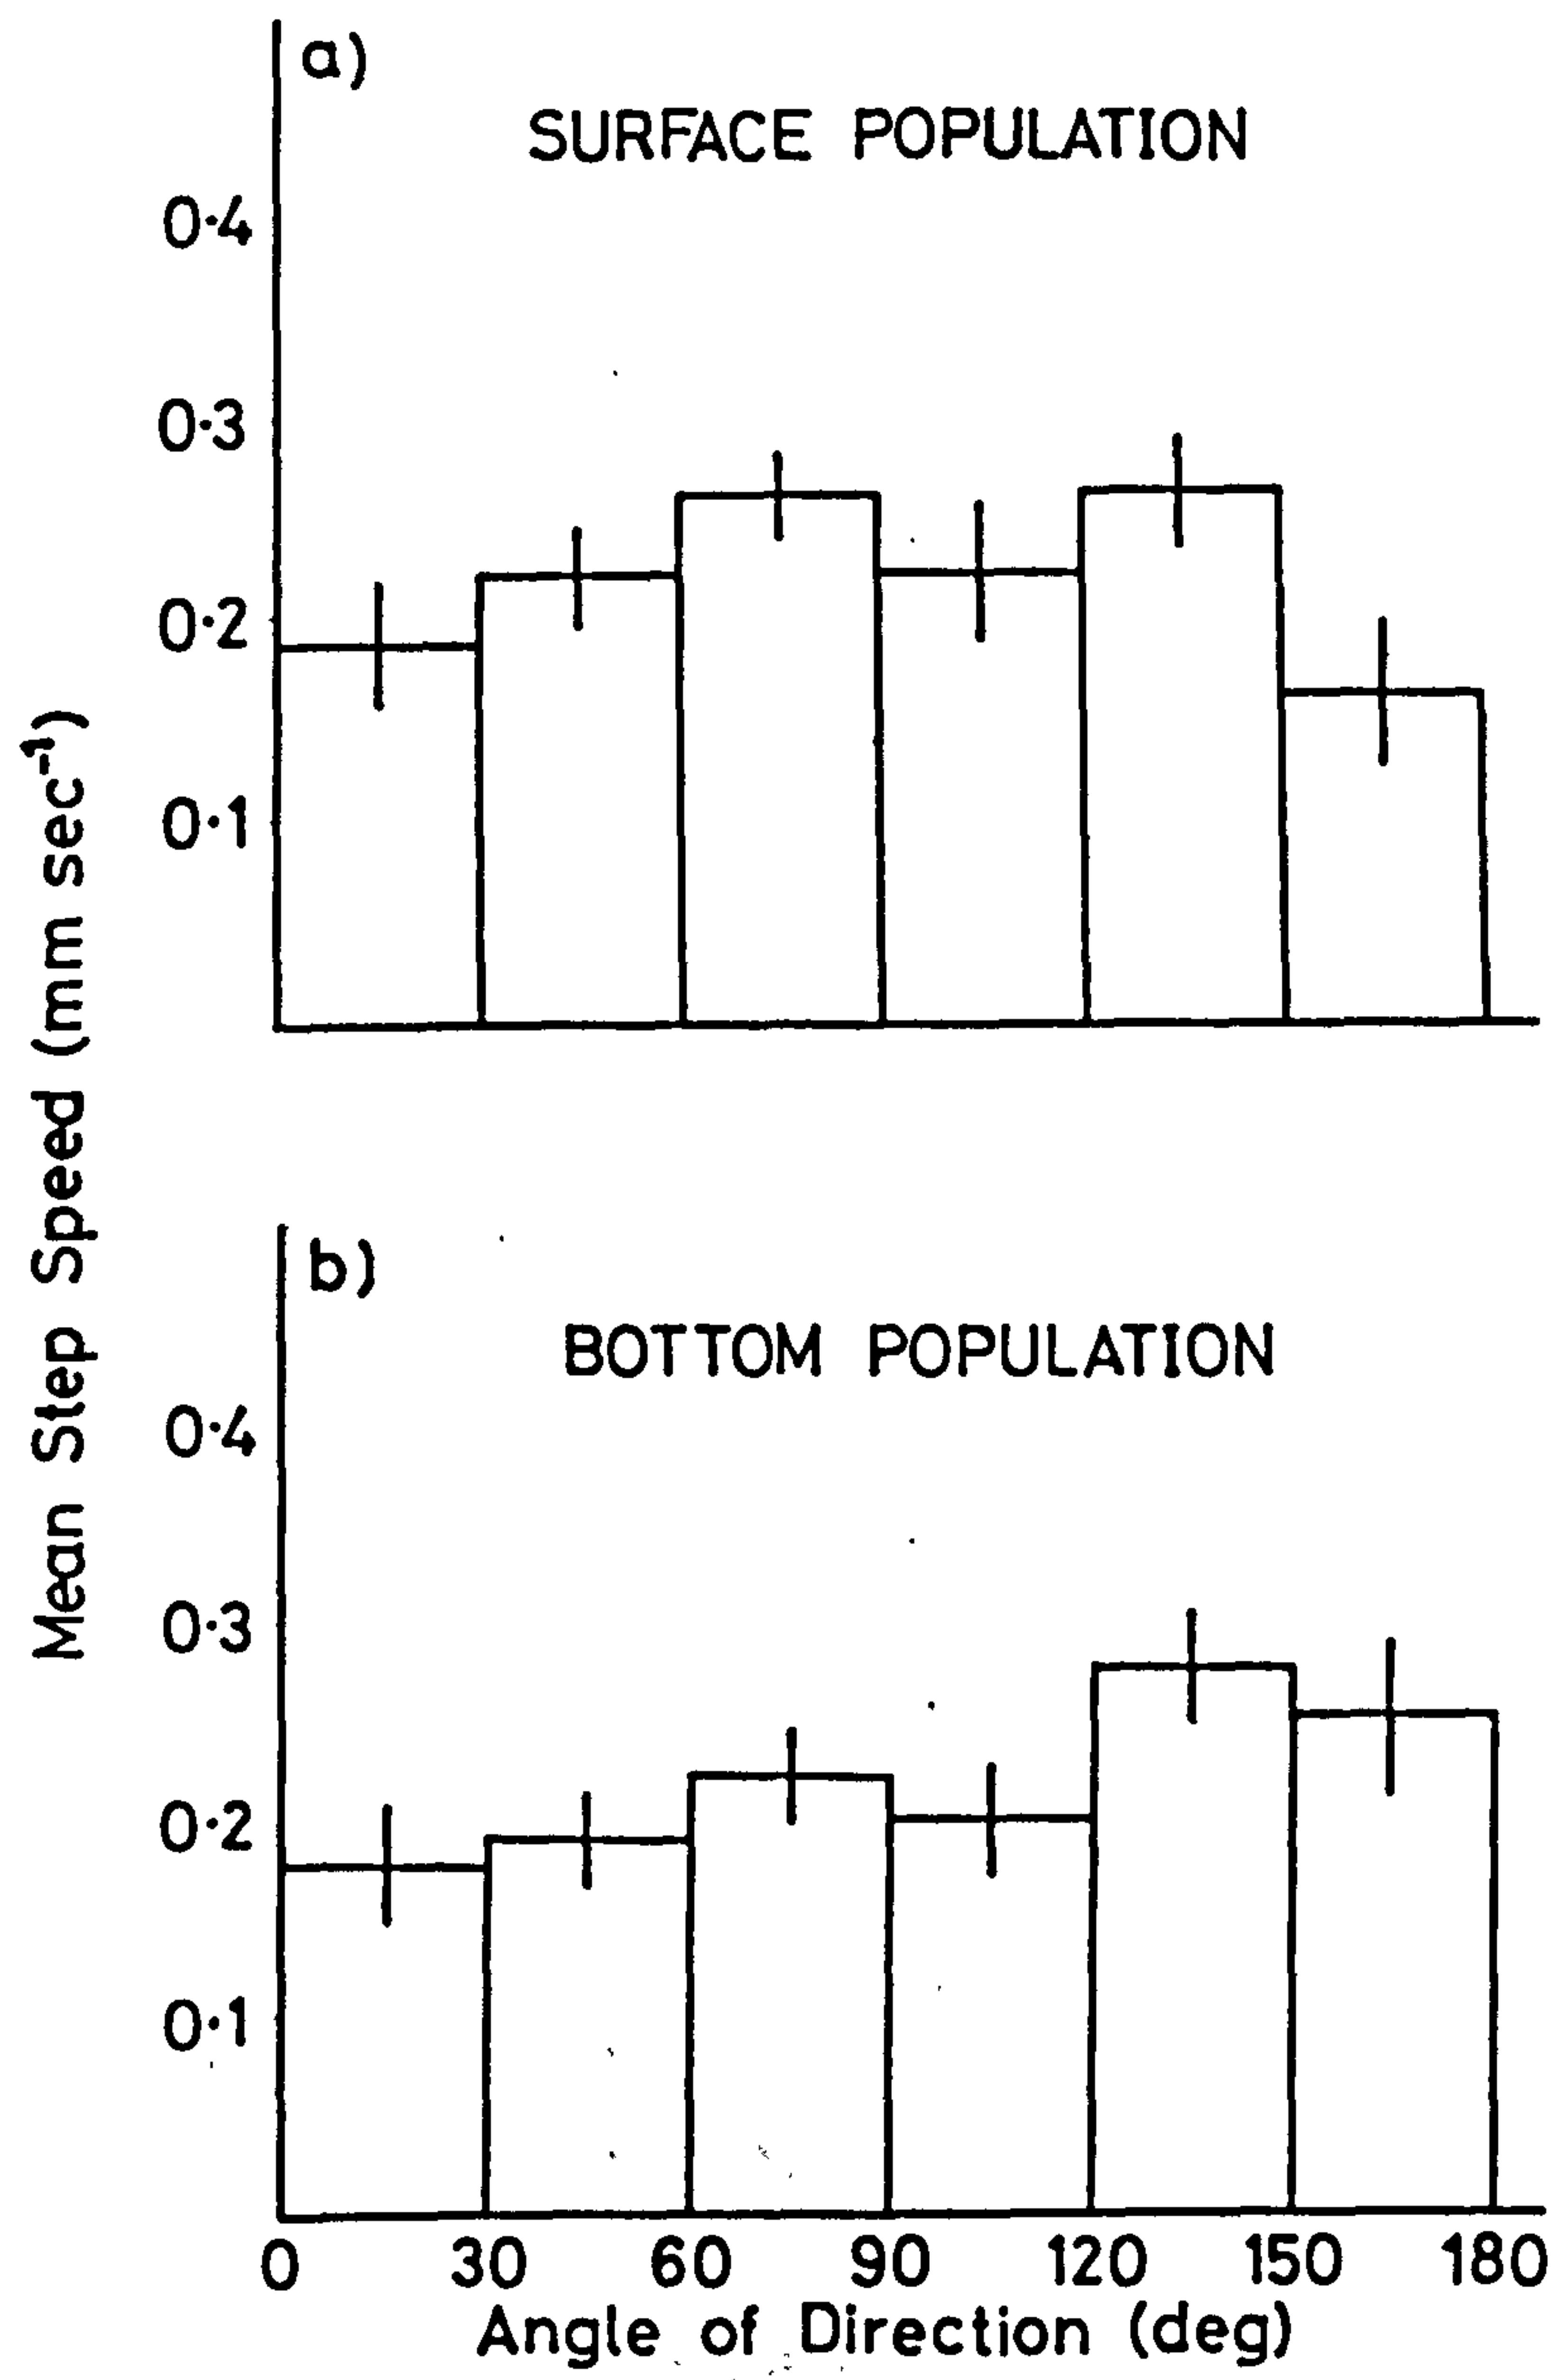 a)
SURFACE POPULATION
0·4
0·3
0·2
0·1
Mean Step Speed (mm sec⁻¹)
b)
BOTTOM POPULATION
0·4
0·3
0·2
0·1
0 30 60 90 120 150 180
Angle of Direction (deg)